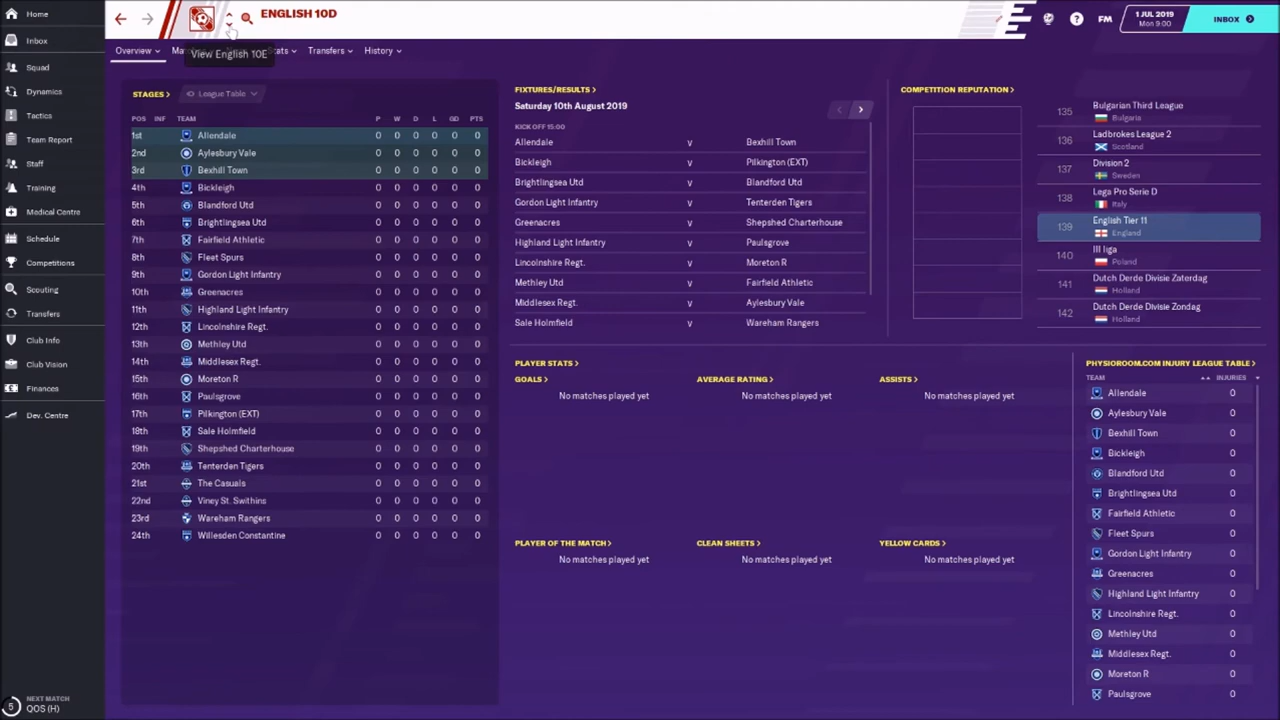 Home
Inbox
Squad
Dynamics
Tactics
Team Report
Staff
Training
Medical Centre
Schedule
Competitions
Scouting
Transfers
Club Info
Club Vision
Finances
Dev. Centre
5
NEXT MATCH
QOS (H)
ENGLISH 10D
FM
1 JUL 2019
Mon 9:00
INBOX
Overview
Stats
Transfers
History
View English 10E
STAGES >
League Table
POS INF TEAM P W D L GD PTS
1st Allendale 0 0 0 0 0 0
2nd Aylesbury Vale 0 0 0 0 0 0
3rd Bexhill Town 0 0 0 0 0 0
4th Bickleigh 0 0 0 0 0 0
5th Blandford Utd 0 0 0 0 0 0
6th Brightlingsea Utd 0 0 0 0 0 0
7th Fairfield Athletic 0 0 0 0 0 0
8th Fleet Spurs 0 0 0 0 0 0
9th Gordon Light Infantry 0 0 0 0 0 0
10th Greenacres 0 0 0 0 0 0
11th Highland Light Infantry 0 0 0 0 0 0
12th Lincolnshire Regt. 0 0 0 0 0 0
13th Methley Utd 0 0 0 0 0 0
14th Middlesex Regt. 0 0 0 0 0 0
15th Moreton R 0 0 0 0 0 0
16th Paulsgrove 0 0 0 0 0 0
17th Pilkington (EXT) 0 0 0 0 0 0
18th Sale Holmfield 0 0 0 0 0 0
19th Shepshed Charterhouse 0 0 0 0 0 0
20th Tenterden Tigers 0 0 0 0 0 0
21st The Casuals 0 0 0 0 0 0
22nd Viney St. Swithins 0 0 0 0 0 0
23rd Wareham Rangers 0 0 0 0 0 0
24th Willesden Constantine 0 0 0 0 0 0
FIXTURES/RESULTS >
Saturday 10th August 2019
KICK OFF 15:00
Allendale v Bexhill Town
Bickleigh v Pilkington (EXT)
Brightlingsea Utd v Blandford Utd
Gordon Light Infantry v Tenterden Tigers
Greenacres v Shepshed Charterhouse
Highland Light Infantry v Paulsgrove
Lincolnshire Regt. v Moreton R
Methley Utd v Fairfield Athletic
Middlesex Regt. v Aylesbury Vale
Sale Holmfield v Wareham Rangers
COMPETITION REPUTATION >
135 Bulgarian Third League
Bulgaria
136 Ladbrokes League 2
Scotland
137 Division 2
Sweden
138 Lega Pro Serie D
Italy
139 English Tier 11
England
140 III liga
Poland
141 Dutch Derde Divisie Zaterdag
Holland
142 Dutch Derde Divisie Zondag
Holland
PLAYER STATS >
GOALS >
No matches played yet
AVERAGE RATING >
No matches played yet
ASSISTS >
No matches played yet
PLAYER OF THE MATCH >
No matches played yet
CLEAN SHEETS >
No matches played yet
YELLOW CARDS >
No matches played yet
PHYSIOROOM.COM INJURY LEAGUE TABLE >
TEAM INJURIES
Allendale 0
Aylesbury Vale 0
Bexhill Town 0
Bickleigh 0
Blandford Utd 0
Brightlingsea Utd 0
Fairfield Athletic 0
Fleet Spurs 0
Gordon Light Infantry 0
Greenacres 0
Highland Light Infantry 0
Lincolnshire Regt. 0
Methley Utd 0
Middlesex Regt. 0
Moreton R 0
Paulsgrove 0